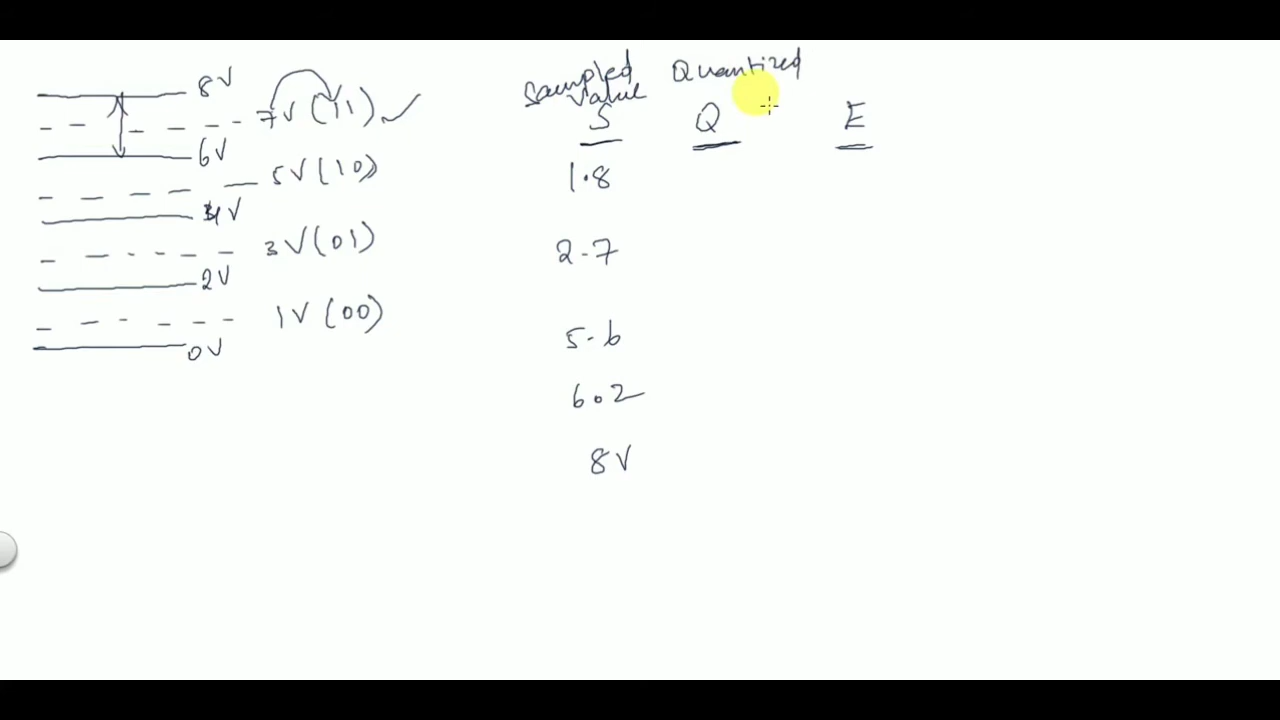 8V
7V (11) ✓
6V
5V (10)
4V
3V (01)
2V
1V (00)
0V
Sampled Value Quantized
S Q E
1.8
2.7
5.6
6.2
8V